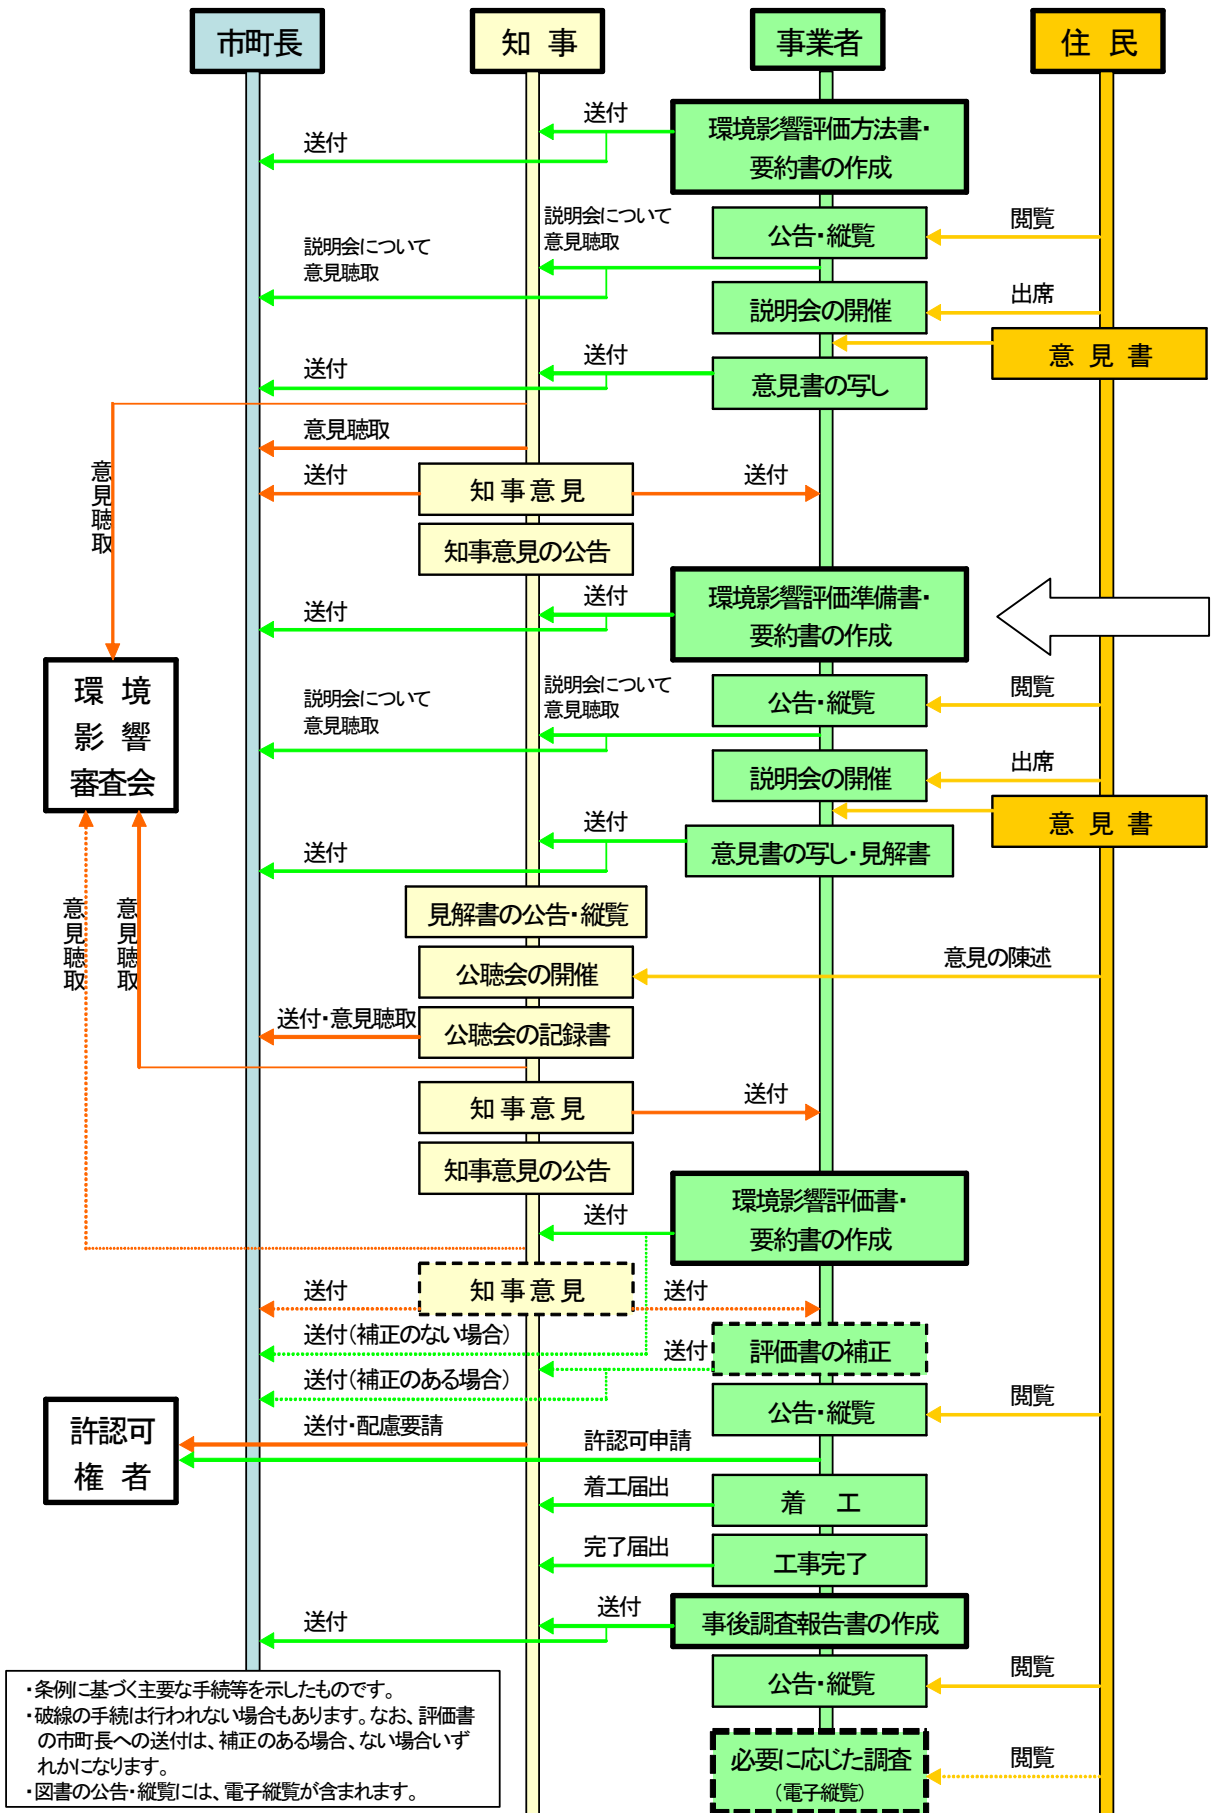 市町長
知 事
事業者
住 民
環境影響評価方法書・
要約書の作成
送付
送付
公告・縦覧
閲覧
説明会について
意見聴取
説明会について
意見聴取
説明会の開催
出席
意 見 書
意見書の写し
送付
送付
意見聴取
意見聴取
知 事 意 見
送付
送付
知事意見の公告
環境影響評価準備書・
要約書の作成
送付
送付
環 境
影 響
審査会
公告・縦覧
閲覧
説明会について
意見聴取
説明会について
意見聴取
説明会の開催
出席
意 見 書
意見書の写し・見解書
送付
送付
見解書の公告・縦覧
意見聴取
意見聴取
公聴会の開催
意見の陳述
公聴会の記録書
送付・意見聴取
知 事 意 見
送付
知事意見の公告
環境影響評価書・
要約書の作成
送付
知 事 意 見
送付
送付
送付(補正のない場合)
評価書の補正
送付
送付(補正のある場合)
公告・縦覧
閲覧
許認可
権 者
送付・配慮要請
許認可申請
着 工
着工届出
工事完了
完了届出
事後調査報告書の作成
送付
送付
公告・縦覧
閲覧
必要に応じた調査
(電子縦覧)
閲覧
・条例に基づく主要な手続等を示したものです。
・破線の手続は行われない場合もあります。なお、評価書
の市町長への送付は、補正のある場合、ない場合いず
れかになります。
・図書の公告・縦覧には、電子縦覧が含まれます。